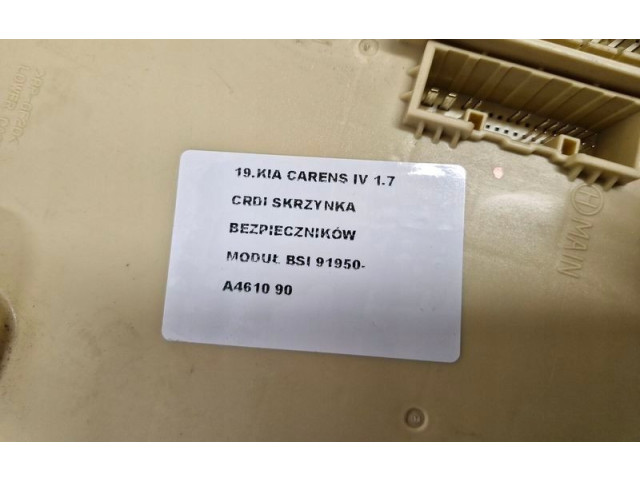 19.KIA CARENS IV 1.7
CRDI SKRZYNKA
BEZPIECZNIKÓW
MODUŁ BSI 91950-
A4610 90
H MAIN